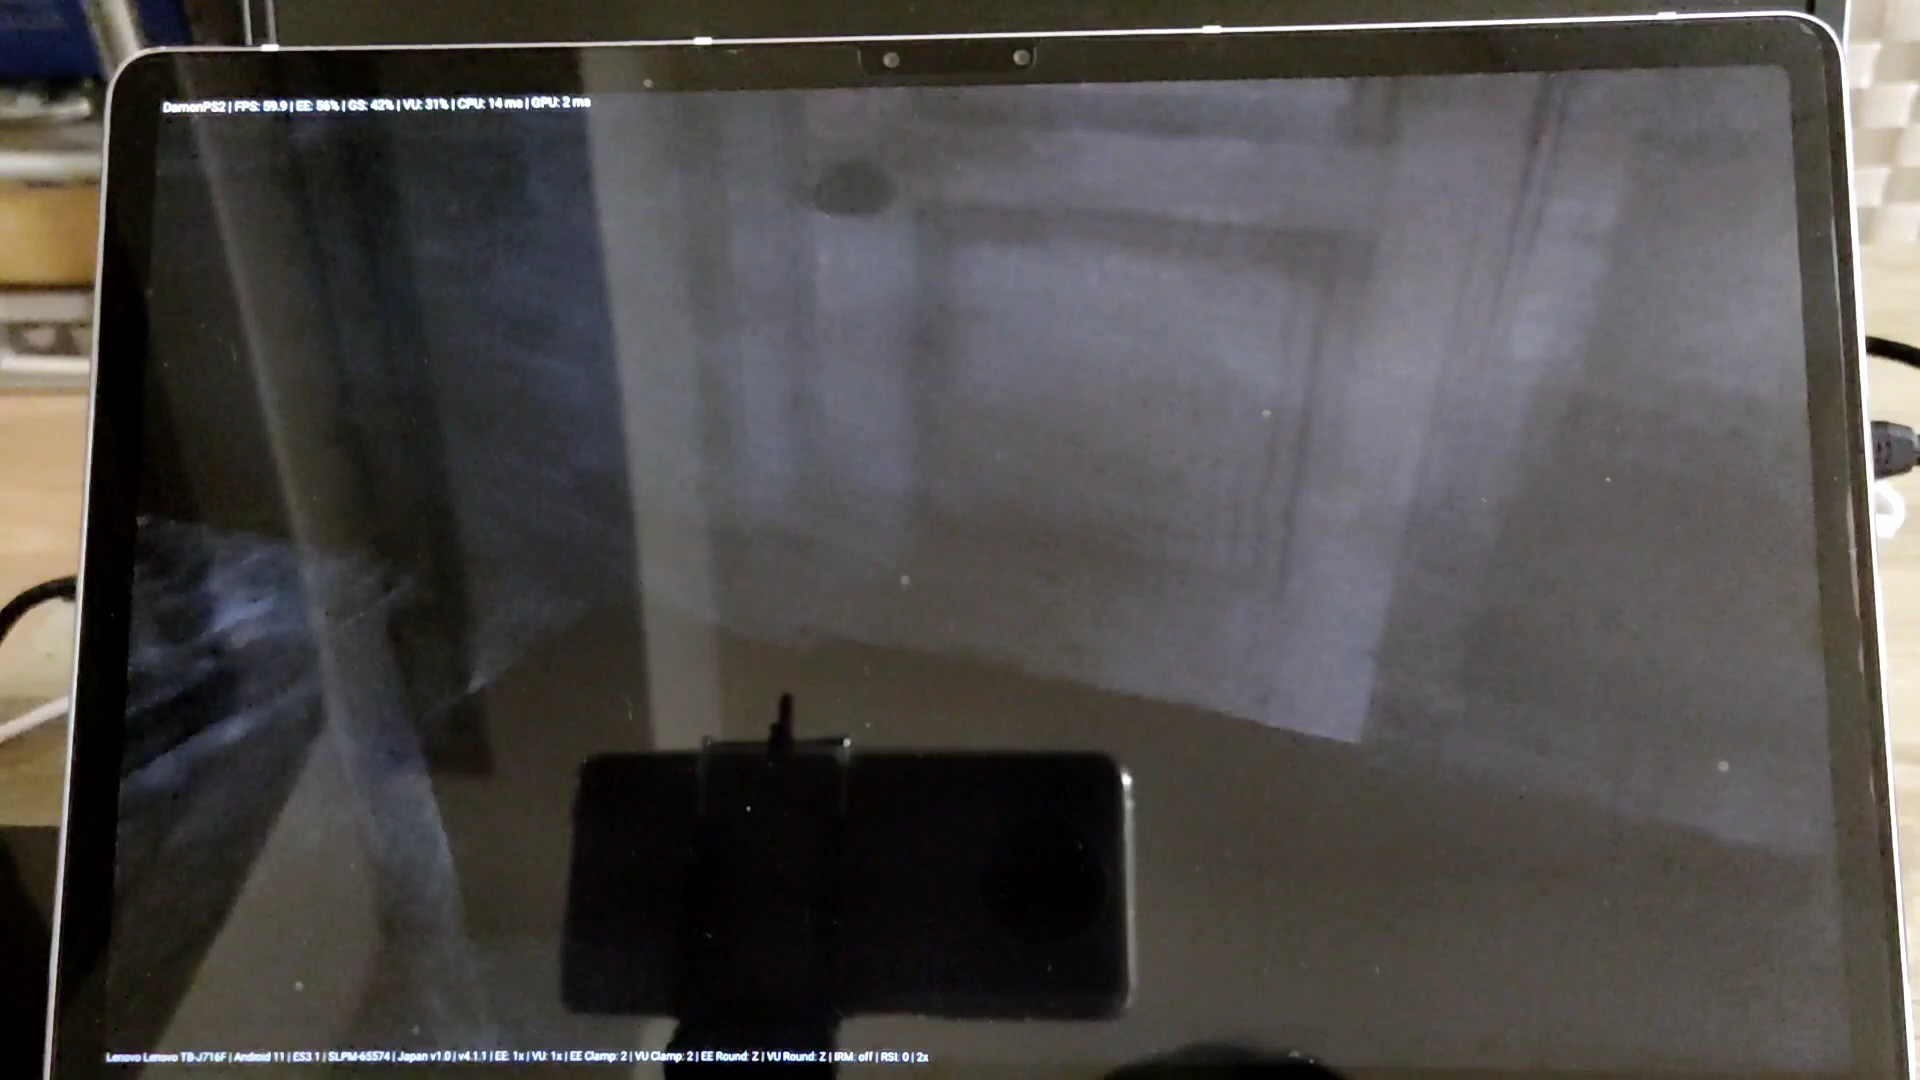 DamonPS2 | FPS: 59.9 | EE: 56% | GS: 42% | VU: 31% | CPU: 14 ms | GPU: 2 ms
Lenovo Lenovo TB-J716F | Android 11 | ES3.1 | SLPM-65574 | Japan v1.0 | v4.1.1 | EE: 1x | VU: 1x | EE Clamp: 2 | VU Clamp: 2 | EE Round: Z | VU Round: Z | IRM: off | RSI: 0 | 2x